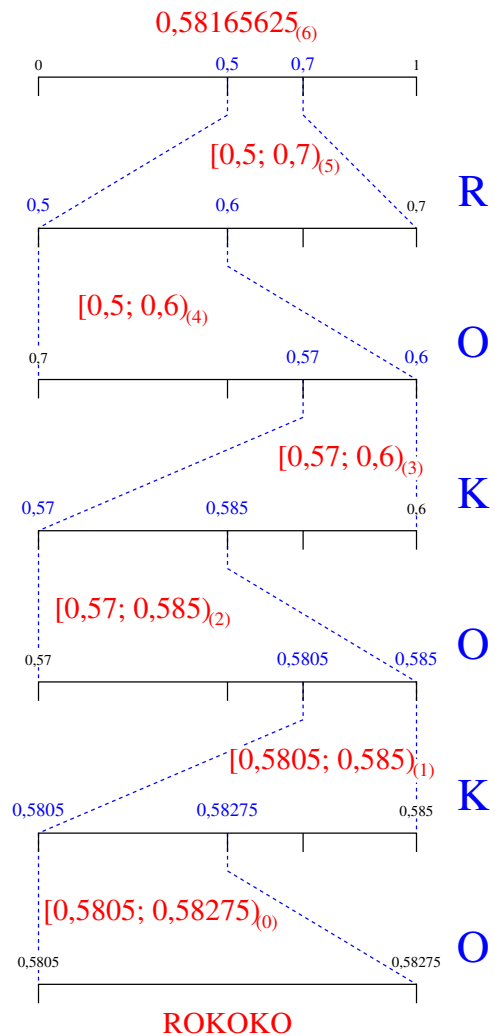 0,58165625(6)
0 0,5 0,7 1
[0,5; 0,7)(5)
R
0,5 0,6 0,7
[0,5; 0,6)(4)
O
0,7 0,57 0,6
[0,57; 0,6)(3)
K
0,57 0,585 0,6
[0,57; 0,585)(2)
O
0,57 0,5805 0,585
[0,5805; 0,585)(1)
K
0,5805 0,58275 0,585
[0,5805; 0,58275)(0)
O
0,5805 0,58275
ROKOKO